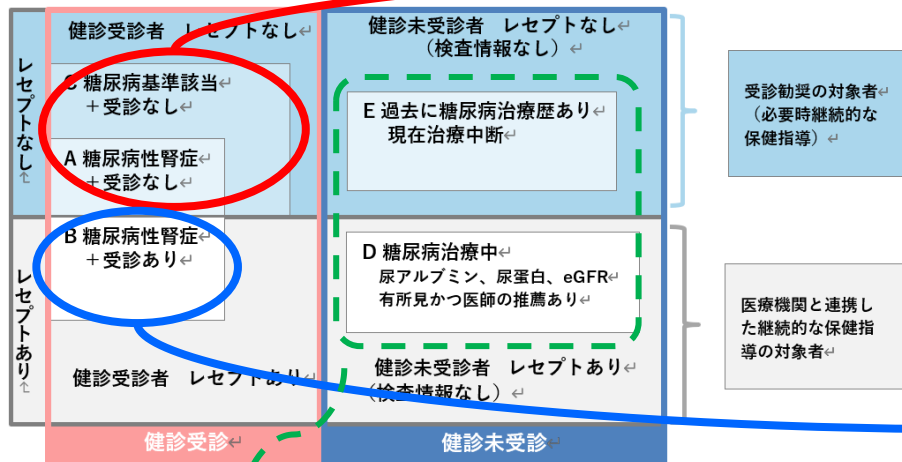 健診受診者 レセプトなし
健診未受診者 レセプトなし
（検査情報なし）
レセプトなし
C 糖尿病基準該当
＋受診なし
A 糖尿病性腎症
＋受診なし
E 過去に糖尿病治療歴あり
現在治療中断
受診勧奨の対象者
（必要時継続的な
保健指導）
レセプトあり
B 糖尿病性腎症
＋受診あり
D 糖尿病治療中
尿アルブミン、尿蛋白、eGFR
有所見かつ医師の推薦あり
医療機関と連携し
た継続的な保健指
導の対象者
健診受診者 レセプトあり
健診未受診者 レセプトあり
（検査情報なし）
健診受診
健診未受診